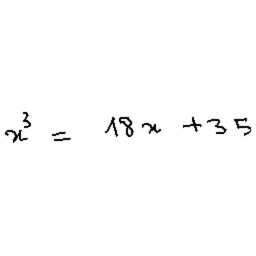 x³ = 18x + 35